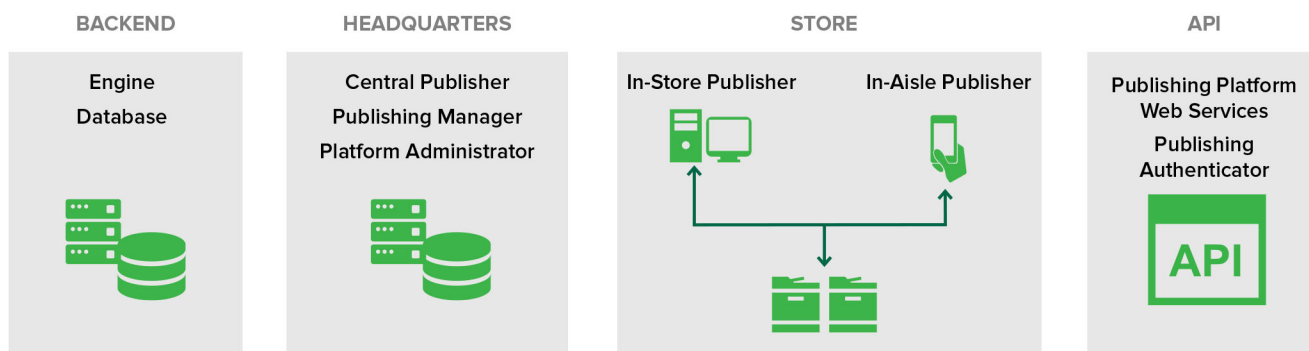 BACKEND
Engine
Database
HEADQUARTERS
Central Publisher
Publishing Manager
Platform Administrator
STORE
In-Store Publisher
In-Aisle Publisher
API
Publishing Platform
Web Services
Publishing
Authenticator
API